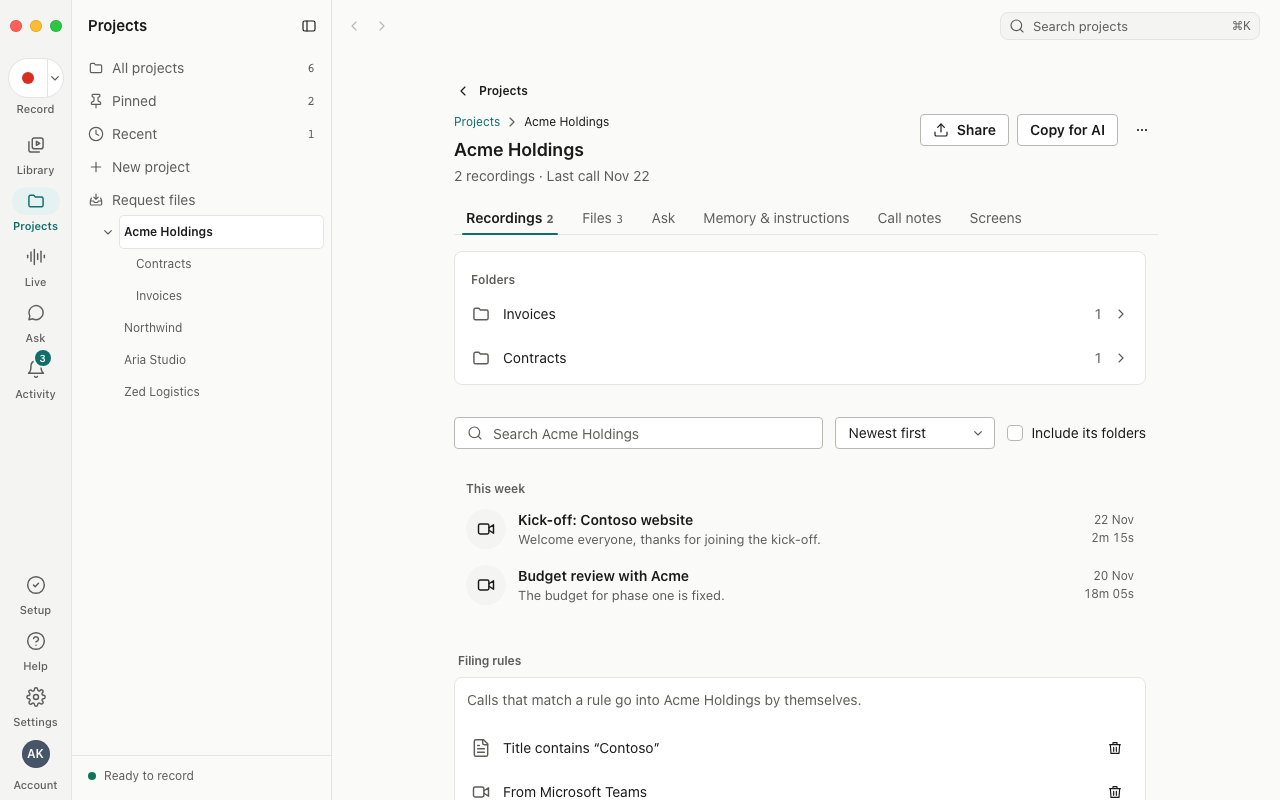 Projects
Search projects
⌘K
Record
Library
Projects
Live
Ask
3
Activity
Setup
Help
Settings
AK
Account
All projects 6
Pinned 2
Recent 1
New project
Request files
Acme Holdings
Contracts
Invoices
Northwind
Aria Studio
Zed Logistics
Ready to record
Projects
Projects Acme Holdings
Share
Copy for AI
Acme Holdings
2 recordings · Last call Nov 22
Recordings 2 Files 3 Ask Memory & instructions Call notes Screens
Folders
Invoices 1
Contracts 1
Search Acme Holdings
Newest first
Include its folders
This week
Kick-off: Contoso website 22 Nov
Welcome everyone, thanks for joining the kick-off. 2m 15s
Budget review with Acme 20 Nov
The budget for phase one is fixed. 18m 05s
Filing rules
Calls that match a rule go into Acme Holdings by themselves.
Title contains “Contoso”
From Microsoft Teams